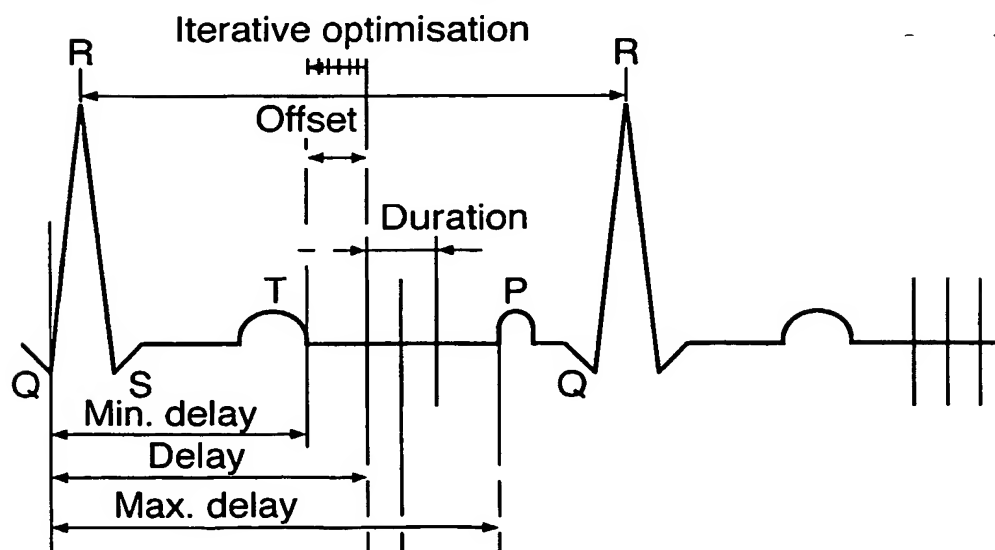 Iterative optimisation
R R
Offset
Duration
T P
Q S Q
Min. delay
Delay
Max. delay